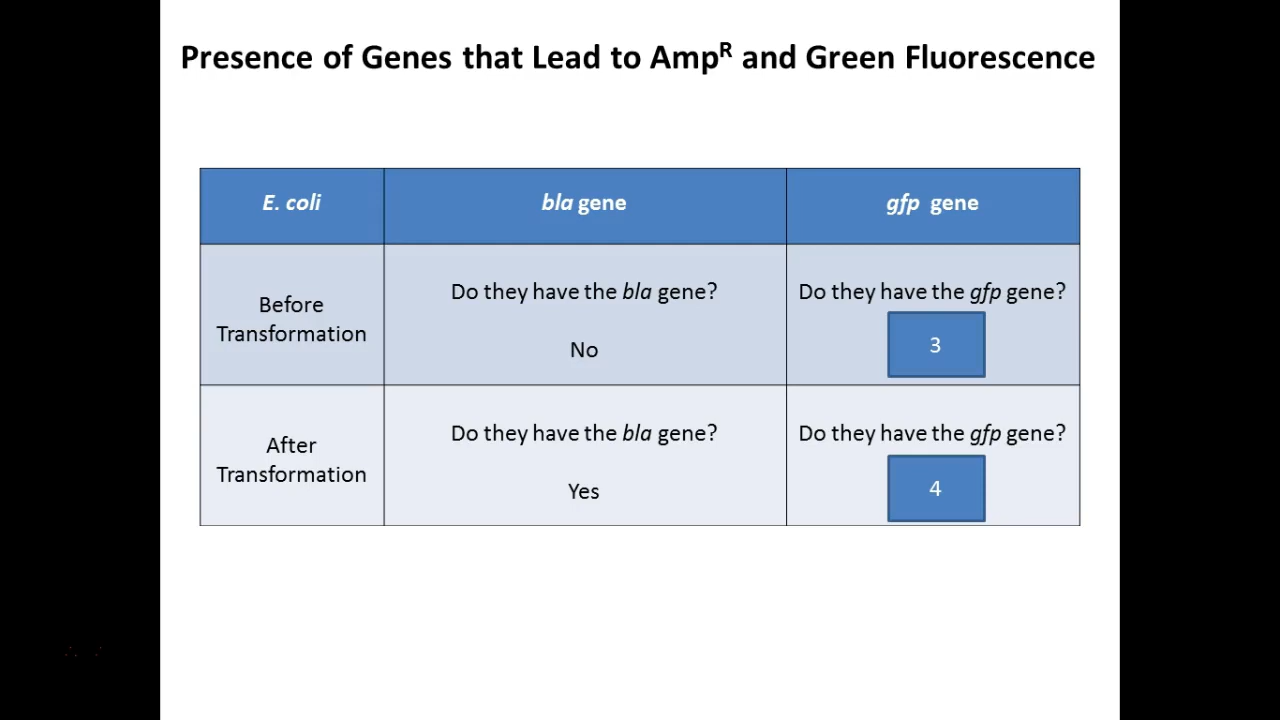 Presence of Genes that Lead to Amp^R and Green Fluorescence
E. coli
bla gene
gfp gene
Before
Transformation
Do they have the bla gene?
No
Do they have the gfp gene?
3
After
Transformation
Do they have the bla gene?
Yes
Do they have the gfp gene?
4